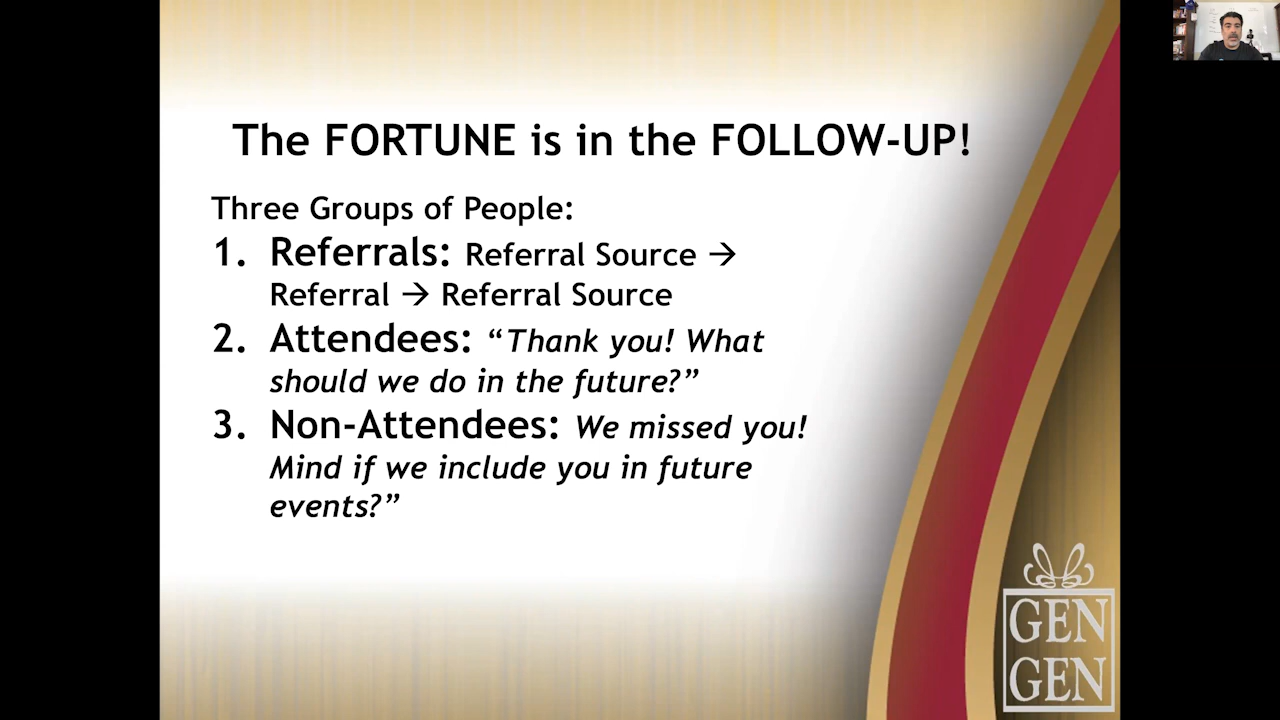 The FORTUNE is in the FOLLOW-UP!
Three Groups of People:
1. Referrals: Referral Source →
Referral → Referral Source
2. Attendees: “Thank you! What
should we do in the future?”
3. Non-Attendees: We missed you!
Mind if we include you in future
events?”
GEN
GEN